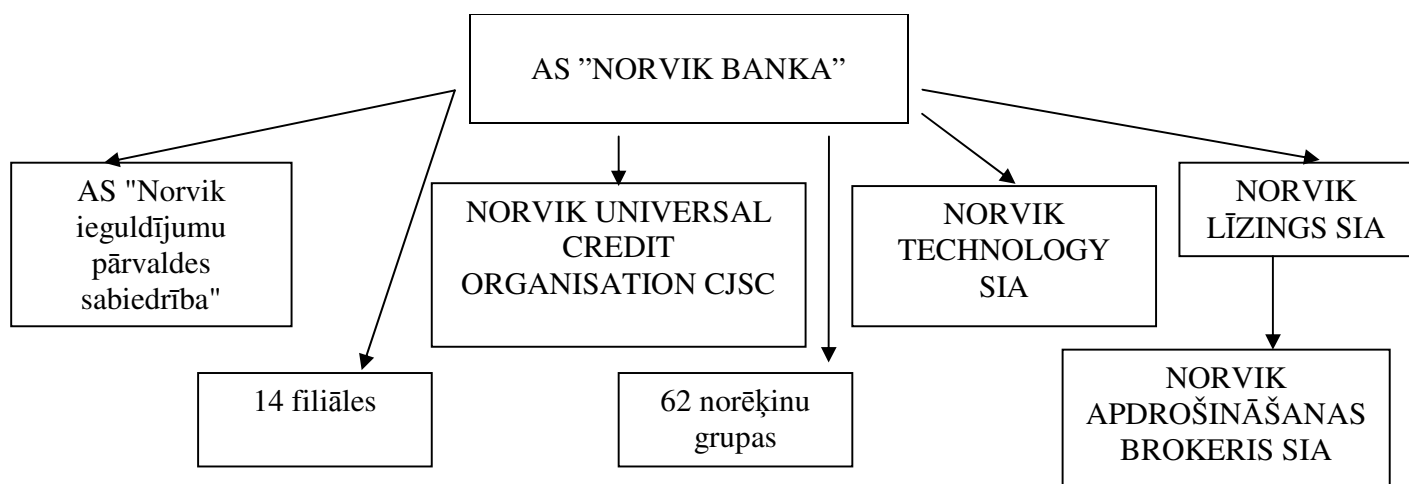 AS ”NORVIK BANKA”
AS "Norvik
ieguldījumu
pārvaldes
sabiedrība"
NORVIK UNIVERSAL
CREDIT
ORGANISATION CJSC
NORVIK
TECHNOLOGY
SIA
NORVIK
LĪZINGS SIA
14 filiāles
62 norēķinu
grupas
NORVIK
APDROŠINĀŠANAS
BROKERIS SIA